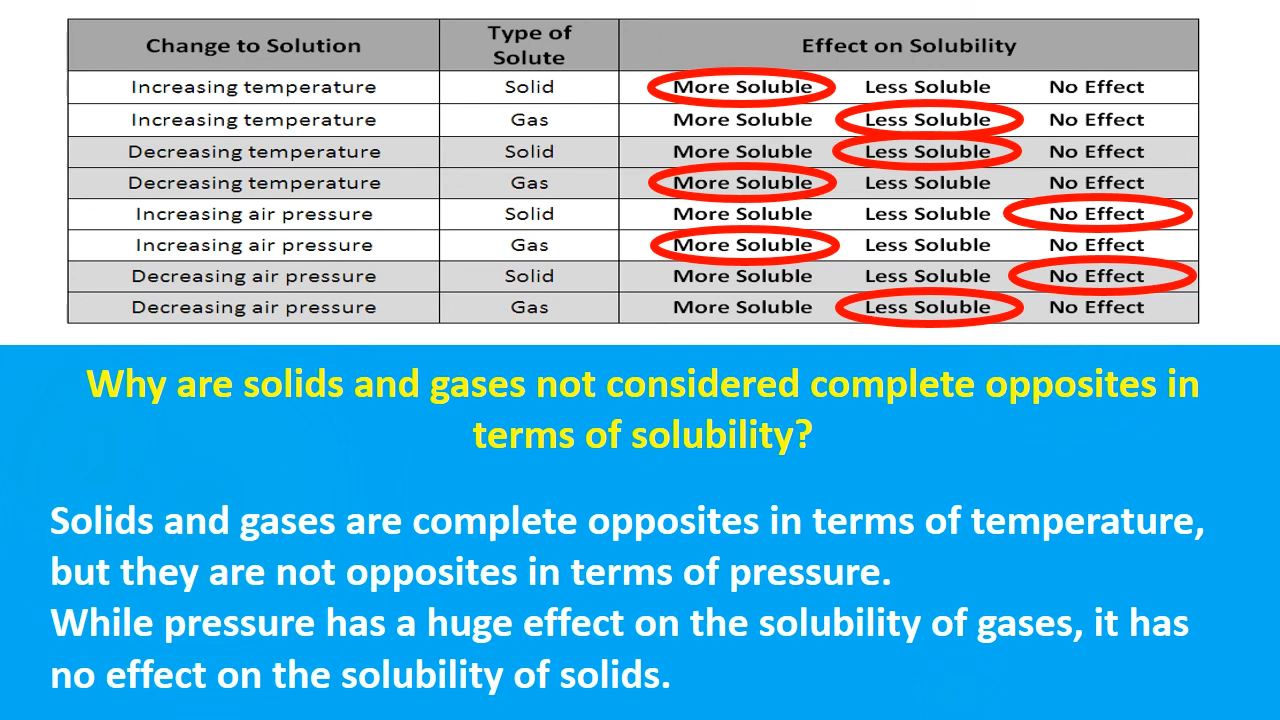 Change to Solution Type of Solute Effect on Solubility
Increasing temperature Solid More Soluble Less Soluble No Effect
Increasing temperature Gas More Soluble Less Soluble No Effect
Decreasing temperature Solid More Soluble Less Soluble No Effect
Decreasing temperature Gas More Soluble Less Soluble No Effect
Increasing air pressure Solid More Soluble Less Soluble No Effect
Increasing air pressure Gas More Soluble Less Soluble No Effect
Decreasing air pressure Solid More Soluble Less Soluble No Effect
Decreasing air pressure Gas More Soluble Less Soluble No Effect
Why are solids and gases not considered complete opposites in
terms of solubility?
Solids and gases are complete opposites in terms of temperature,
but they are not opposites in terms of pressure.
While pressure has a huge effect on the solubility of gases, it has
no effect on the solubility of solids.